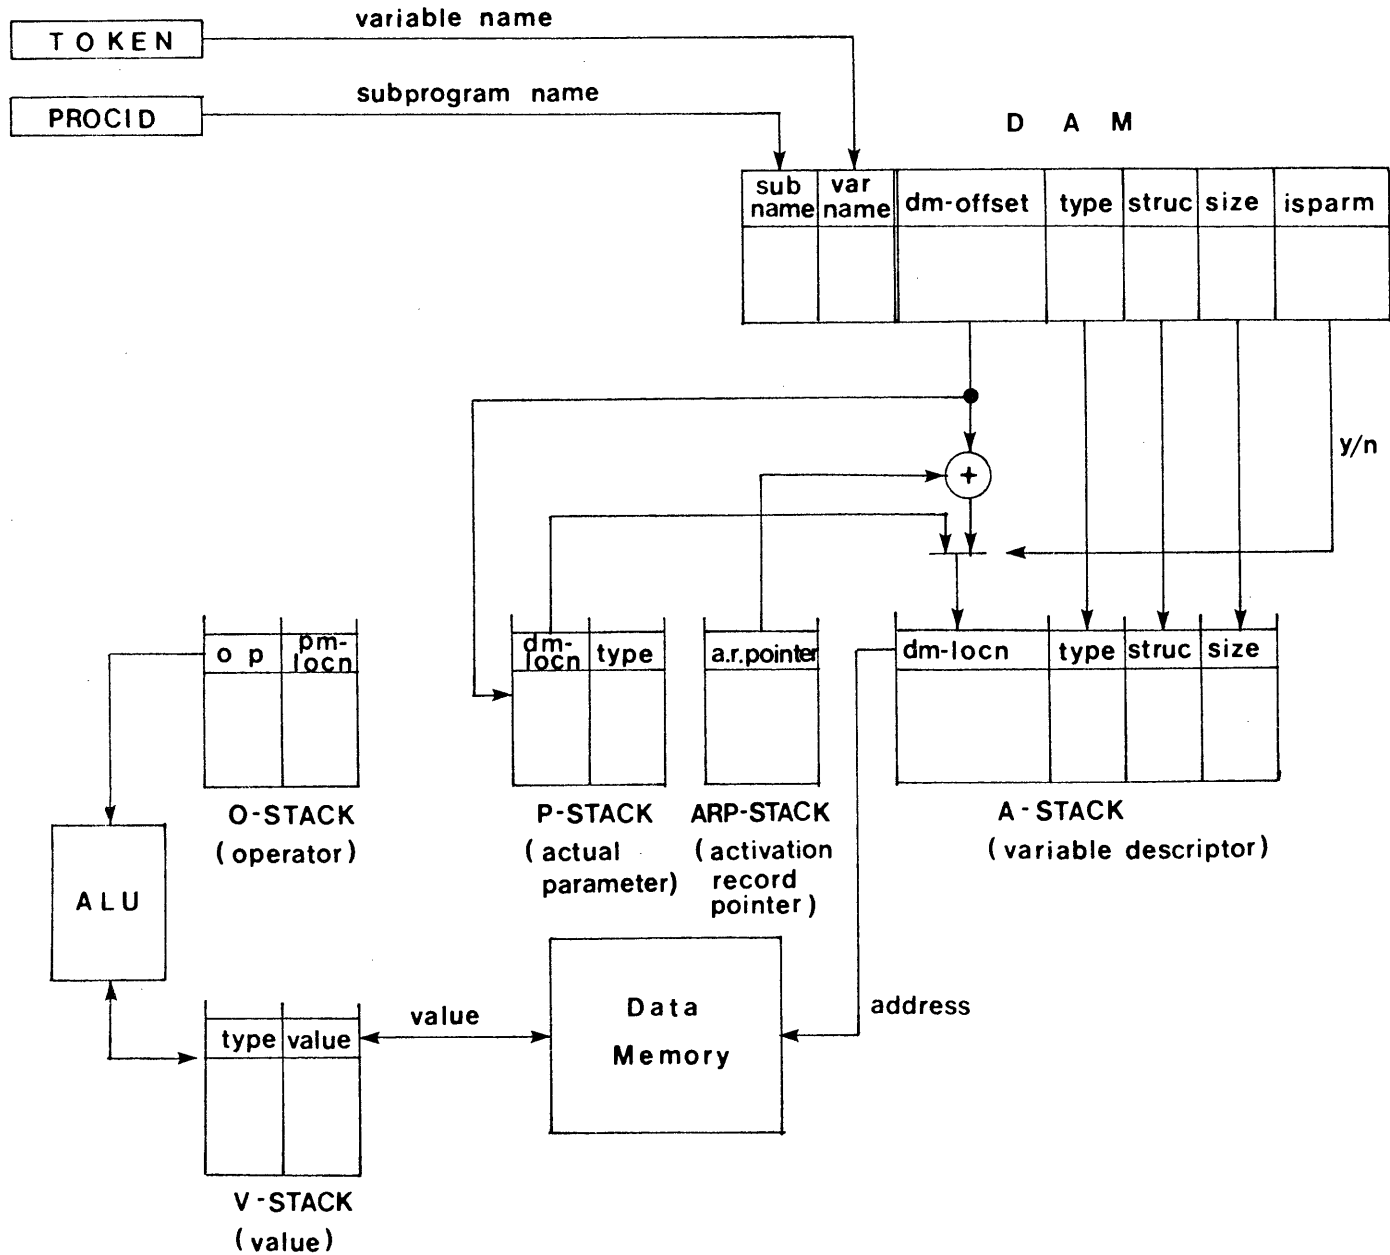 variable name
TOKEN
subprogram name
PROCID
D A M
sub name
var name
dm-offset
type
struc
size
isparm
y/n
+
op
pm-locn
dm-locn
type
a.r.pointer
dm-locn
type
struc
size
O-STACK
(operator)
P-STACK
(actual
parameter)
ARP-STACK
(activation
record
pointer)
A-STACK
(variable descriptor)
ALU
Data
Memory
address
value
type
value
V-STACK
(value)